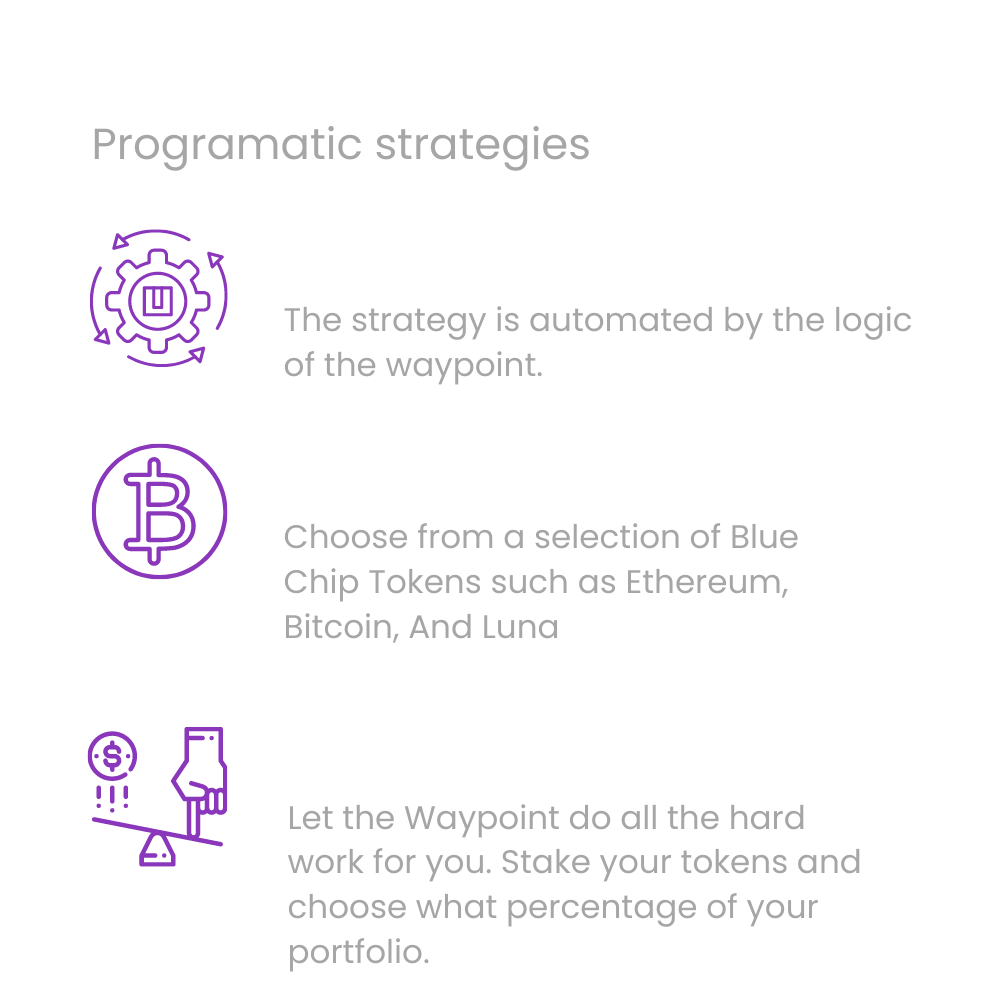 Programatic strategies
The strategy is automated by the logic
of the waypoint.
Choose from a selection of Blue
Chip Tokens such as Ethereum,
Bitcoin, And Luna
Let the Waypoint do all the hard
work for you. Stake your tokens and
choose what percentage of your
portfolio.